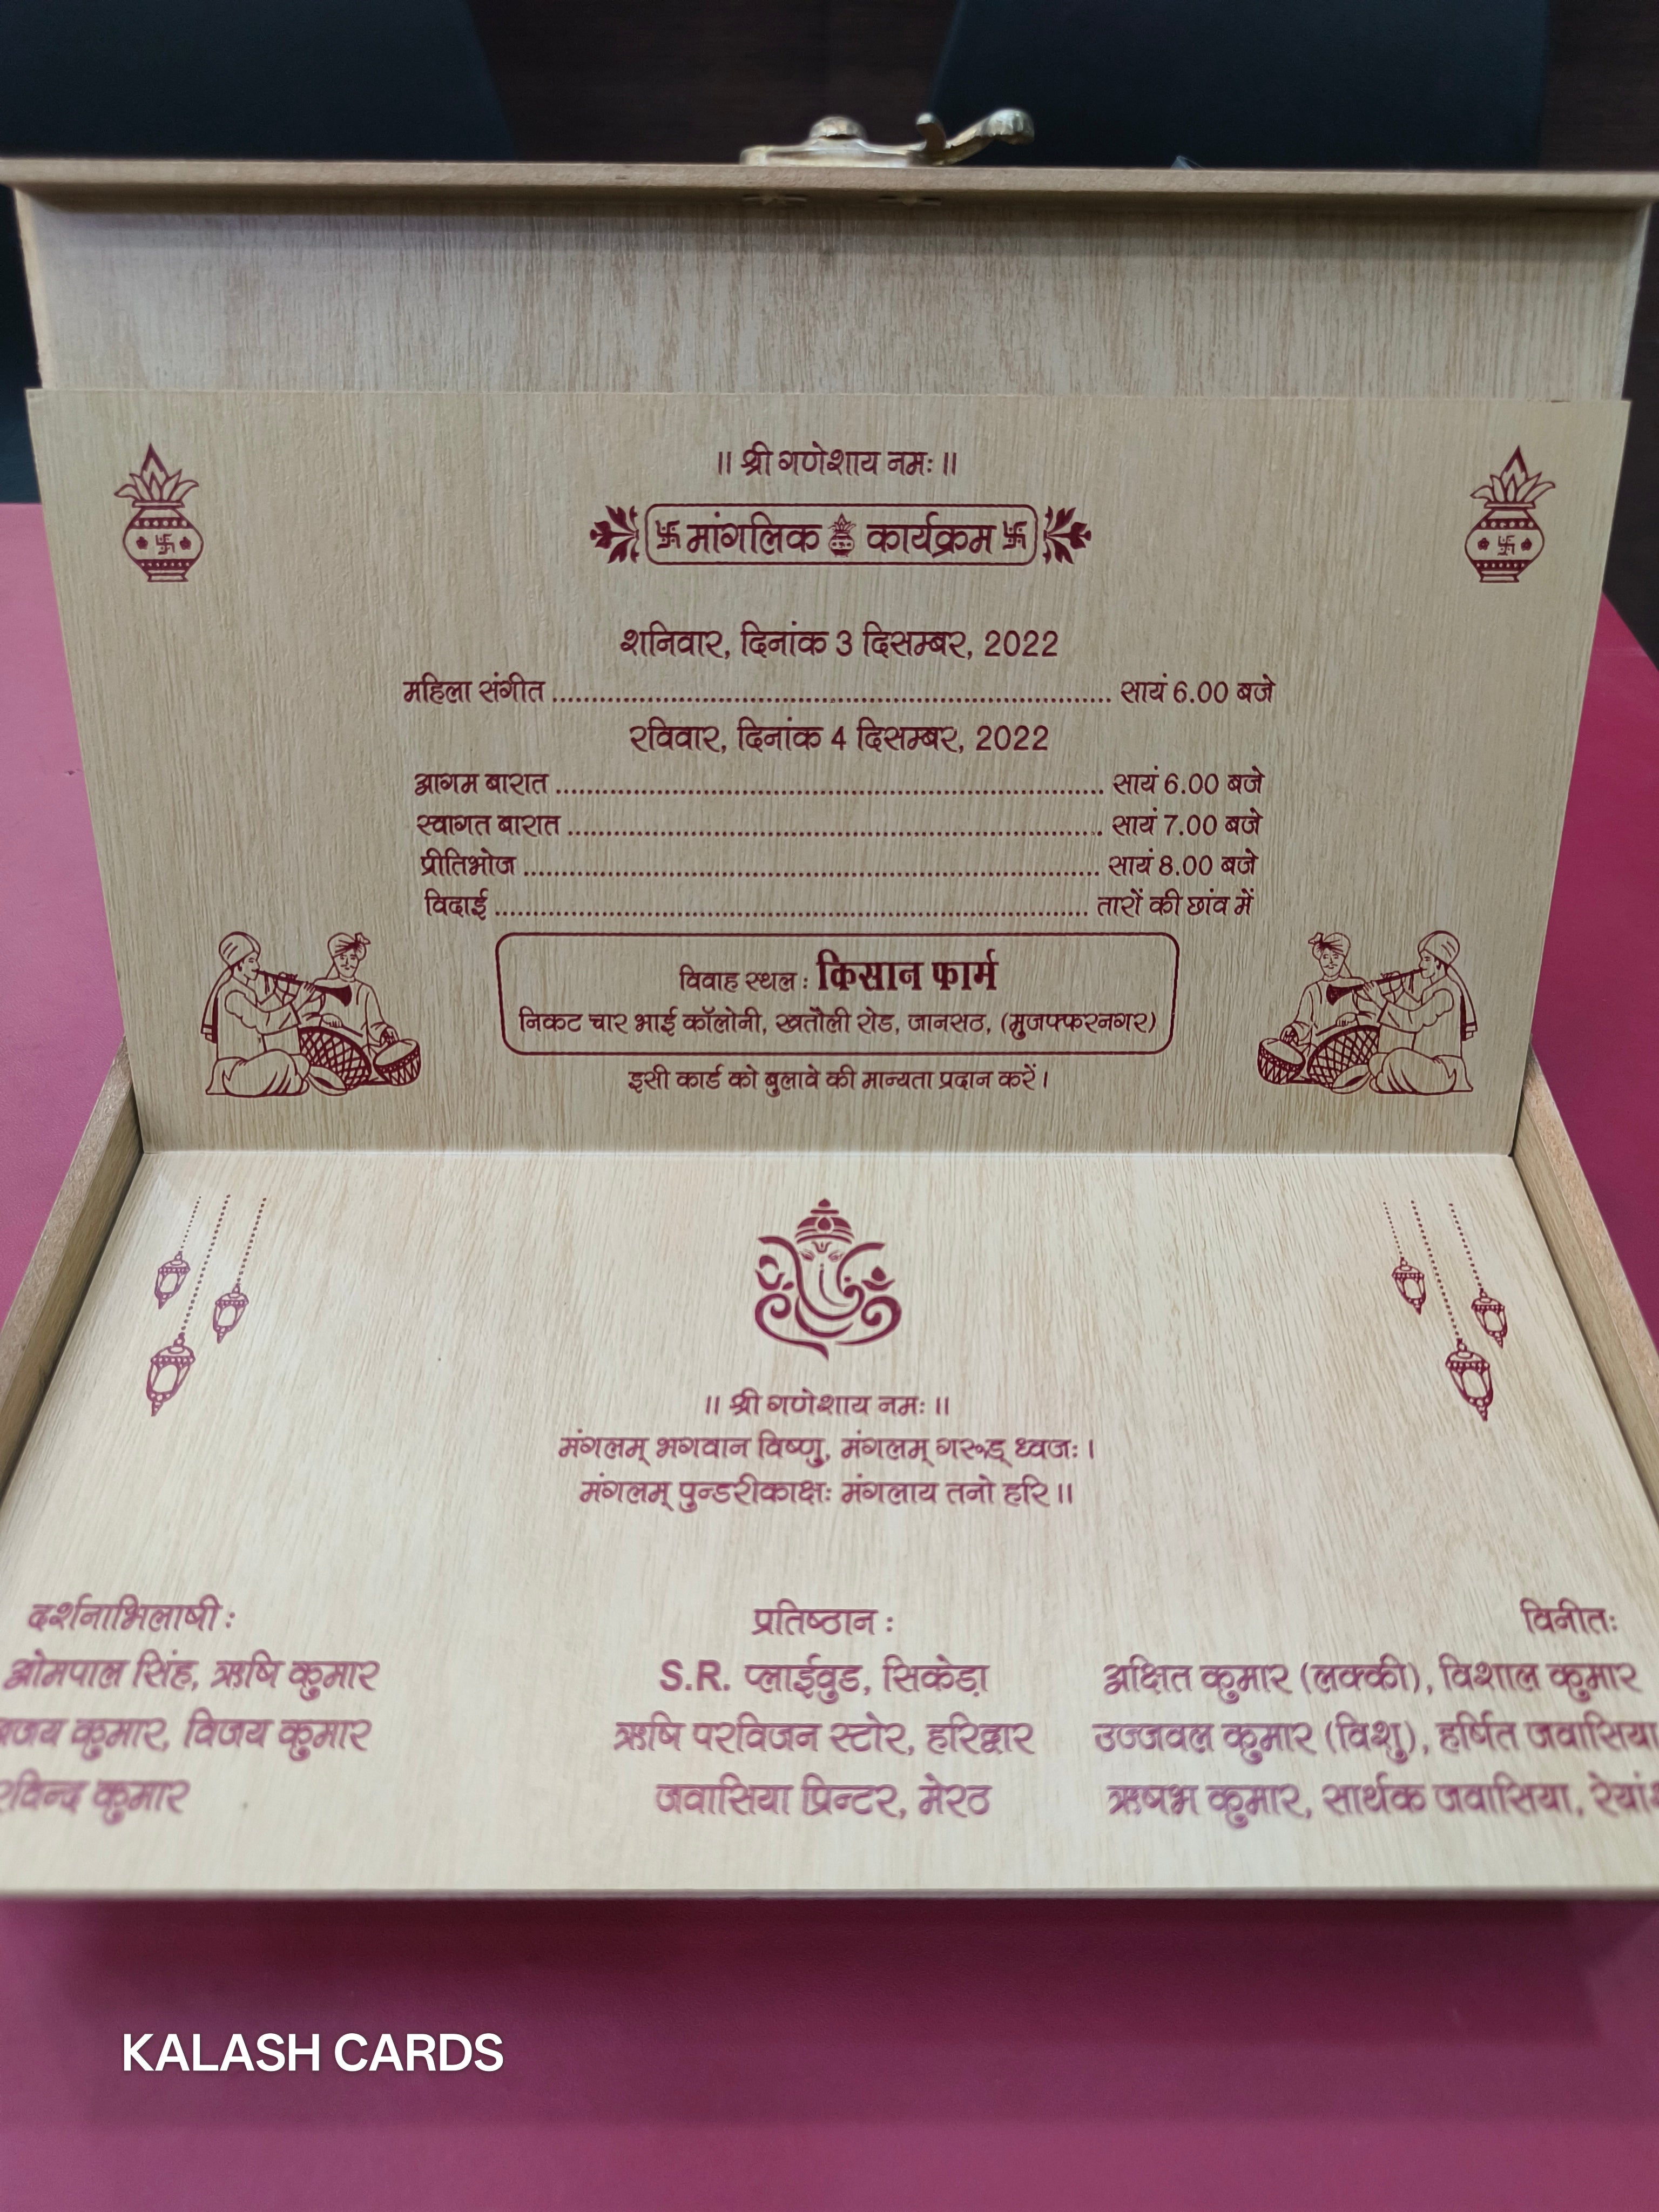 ॥ श्री गणेशाय नमः ॥
मांगलिक कार्यक्रम
शनिवार, दिनांक 3 दिसम्बर, 2022
महिला संगीत ........ सायं 6.00 बजे
रविवार, दिनांक 4 दिसम्बर, 2022
आगम बारात ........ सायं 6.00 बजे
स्वागत बारात ........ सायं 7.00 बजे
प्रीतिभोज ........ सायं 8.00 बजे
विदाई ........ तारों की छांव में
विवाह स्थल : किसान फार्म
निकट चार भाई कॉलोनी, खतौली रोड, जानसठ, (मुजफ्फरनगर)
इसी कार्ड को बुलावे की मान्यता प्रदान करें।
॥ श्री गणेशाय नमः ॥
मंगलम् भगवान विष्णु, मंगलम् गरूड़् ध्वजः।
मंगलम् पुन्डरीकाक्षः मंगलाय तनो हरि॥
दर्शनाभिलाषी :
ओमपाल सिंह, ऋषि कुमार
कुमार, विजय कुमार
रविन्द्र कुमार
प्रतिष्ठान :
S.R. प्लाईवुड, सिकेड़ा
ऋषि परविजन स्टोर, हरिद्वार
जवासिया प्रिन्टर, मेरठ
विनीतः
अक्षित कुमार (लक्की), विशाल कुमार
उज्जवल कुमार (विशु), हर्षित जवासिया
ऋषभ कुमार, सार्थक जवासिया,
KALASH CARDS